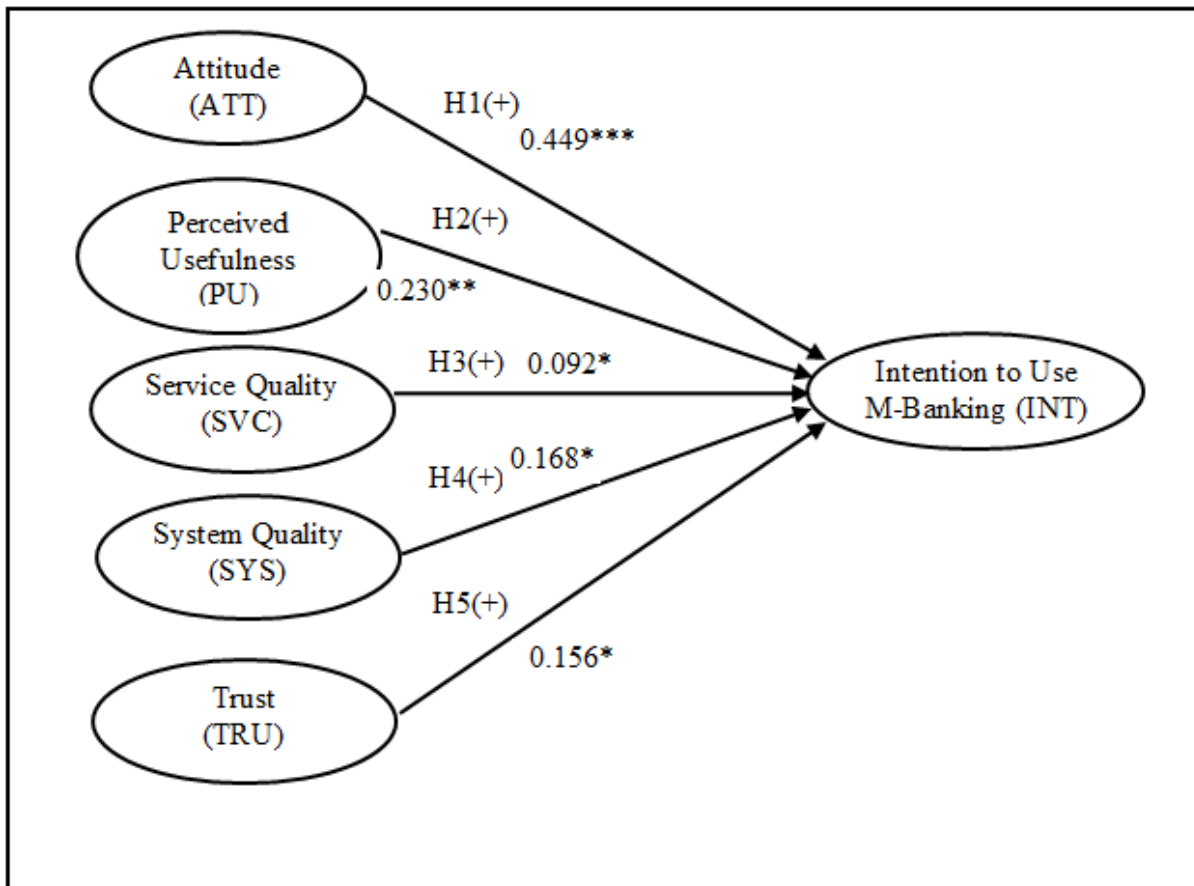 Attitude
(ATT)
H1(+)
0.449***
Perceived
Usefulness
(PU)
H2(+)
0.230**
Service Quality
(SVC)
H3(+) 0.092*
Intention to Use
M-Banking (INT)
System Quality
(SYS)
H4(+) 0.168*
Trust
(TRU)
H5(+)
0.156*